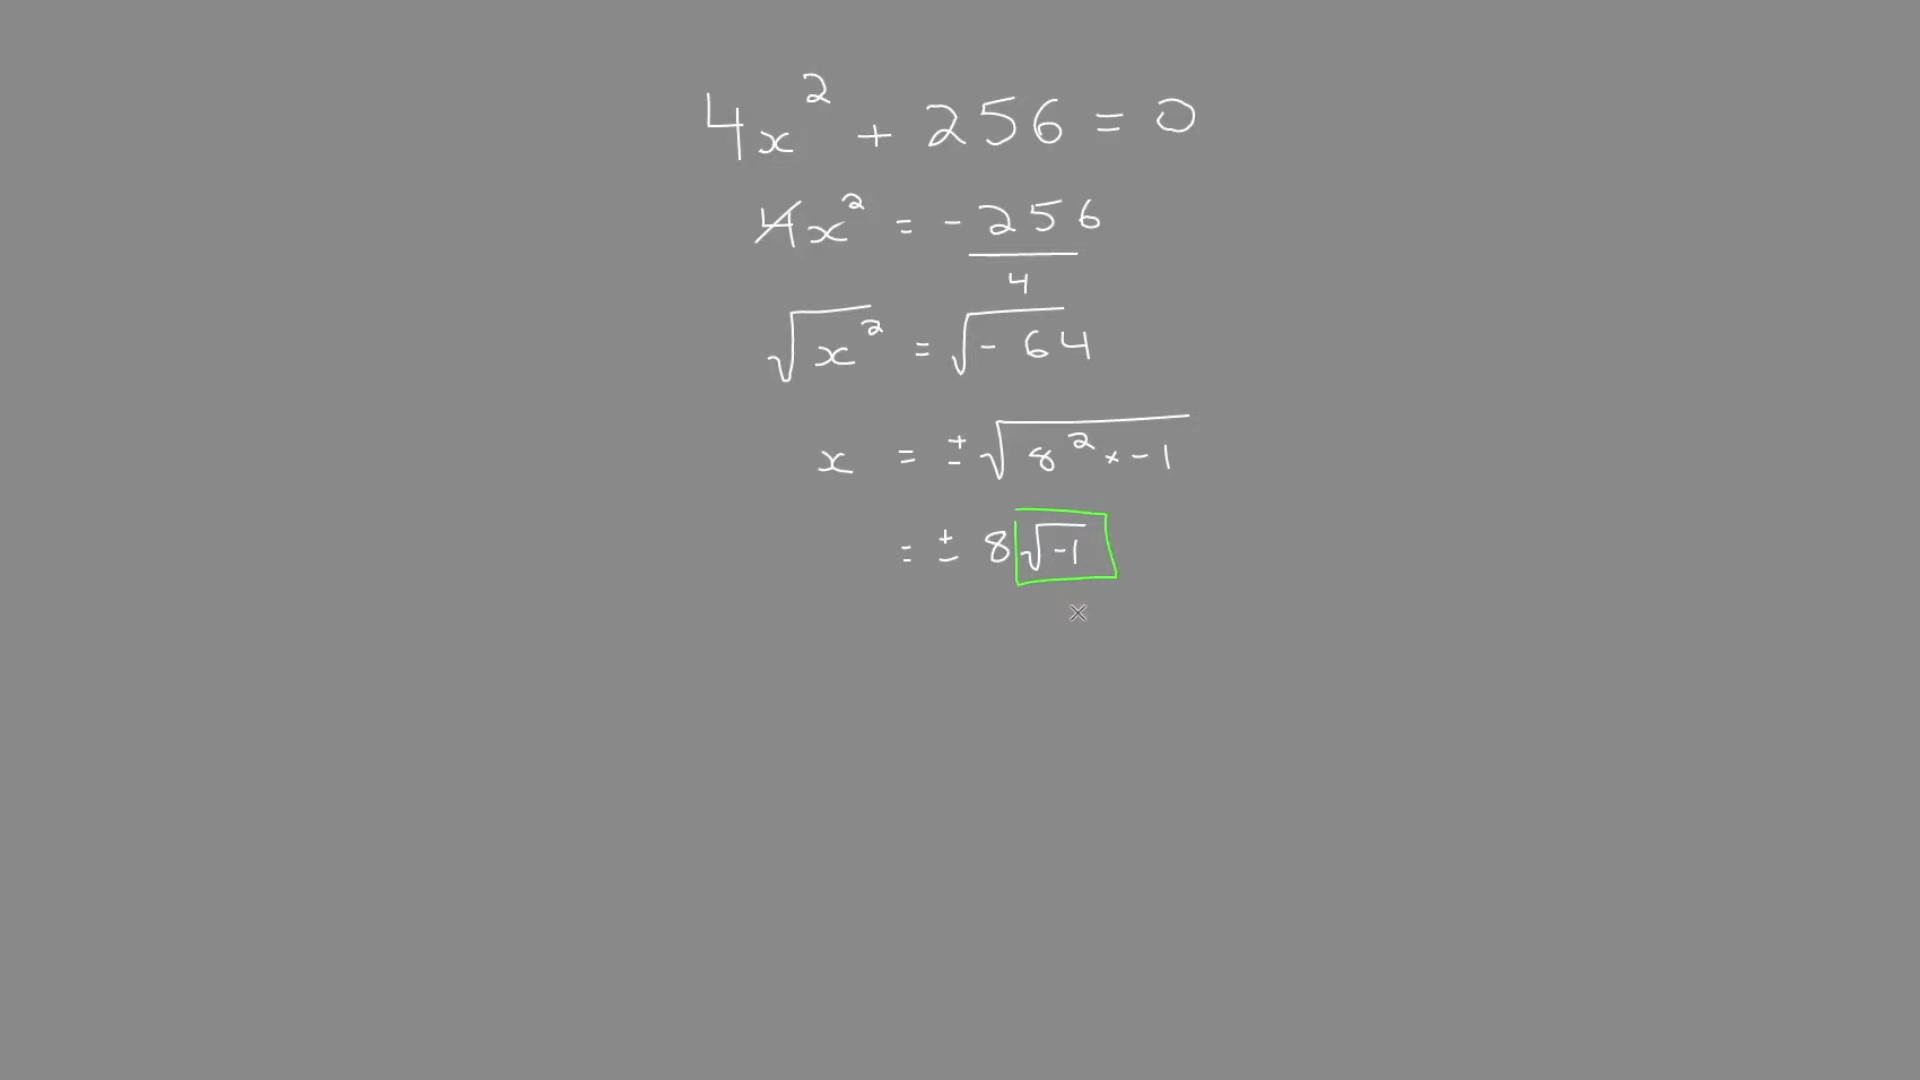 4x² + 256 = 0
4x² = -256
4
√x² = √-64
x = ±√8² × -1
= ± 8√-1